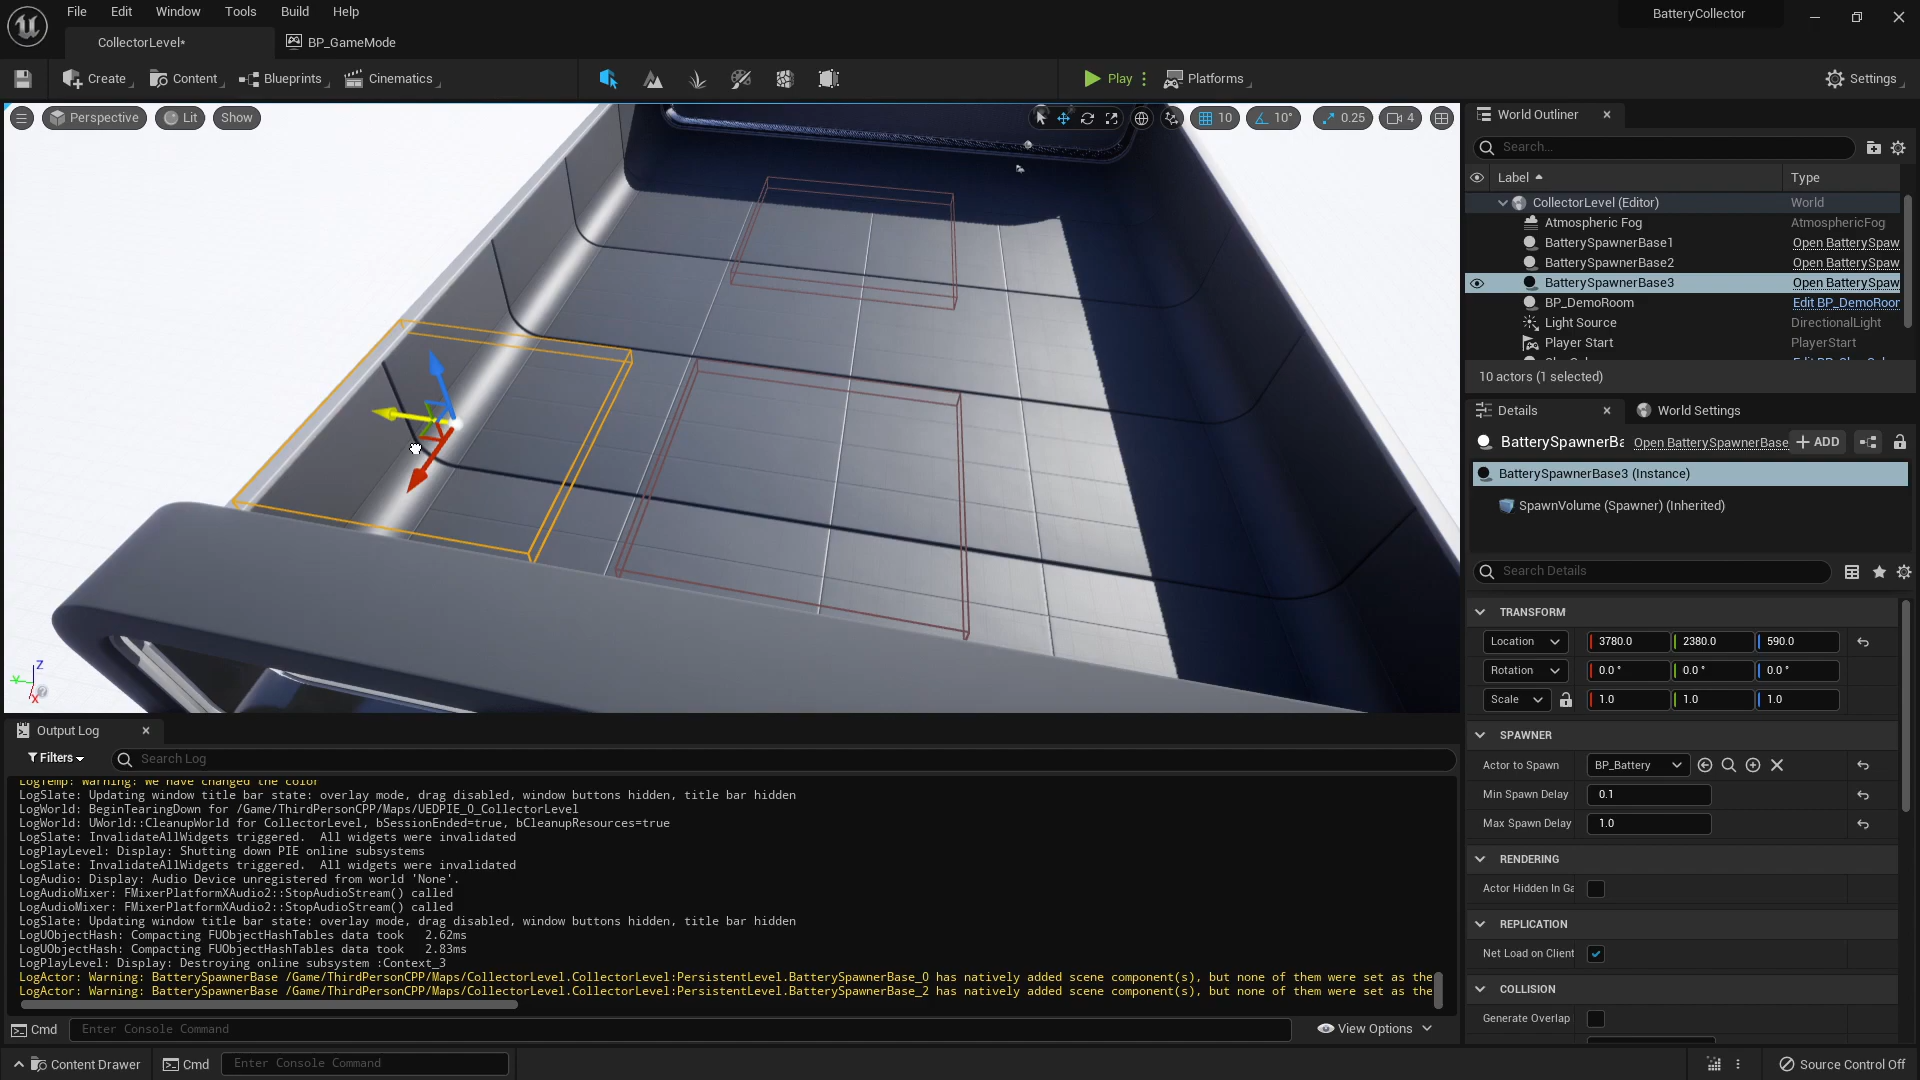 File Edit Window Tools Build Help
BatteryCollector
CollectorLevel*
BP_GameMode
Create
Content
Blueprints
Cinematics
Play
Platforms
Settings
Perspective
Lit
Show
10
10°
0.25
4
Z
Y
X
World Outliner
Search...
Label
Type
CollectorLevel (Editor) World
Atmospheric Fog AtmosphericFog
BatterySpawnerBase1 Open BatterySpaw
BatterySpawnerBase2 Open BatterySpaw
BatterySpawnerBase3 Open BatterySpaw
BP_DemoRoom Edit BP_DemoRoor
Light Source DirectionalLight
Player Start PlayerStart
10 actors (1 selected)
Details
World Settings
BatterySpawnerBa Open BatterySpawnerBase
ADD
BatterySpawnerBase3 (Instance)
SpawnVolume (Spawner) (Inherited)
Search Details
TRANSFORM
Location 3780.0 2380.0 590.0
Rotation 0.0 ° 0.0 ° 0.0 °
Scale 1.0 1.0 1.0
SPAWNER
Actor to Spawn BP_Battery
Min Spawn Delay 0.1
Max Spawn Delay 1.0
RENDERING
Actor Hidden In Ga
REPLICATION
Net Load on Client
COLLISION
Generate Overlap
Output Log
Filters
Search Log
LogTemp: Warning: We have changed the color
LogSlate: Updating window title bar state: overlay mode, drag disabled, window buttons hidden, title bar hidden
LogWorld: BeginTearingDown for /Game/ThirdPersonCPP/Maps/UEDPIE_0_CollectorLevel
LogWorld: UWorld::CleanupWorld for CollectorLevel, bSessionEnded=true, bCleanupResources=true
LogSlate: InvalidateAllWidgets triggered.  All widgets were invalidated
LogPlayLevel: Display: Shutting down PIE online subsystems
LogSlate: InvalidateAllWidgets triggered.  All widgets were invalidated
LogAudio: Display: Audio Device unregistered from world 'None'.
LogAudioMixer: FMixerPlatformXAudio2::StopAudioStream() called
LogAudioMixer: FMixerPlatformXAudio2::StopAudioStream() called
LogSlate: Updating window title bar state: overlay mode, drag disabled, window buttons hidden, title bar hidden
LogUObjectHash: Compacting FUObjectHashTables data took   2.62ms
LogUObjectHash: Compacting FUObjectHashTables data took   2.83ms
LogPlayLevel: Display: Destroying online subsystem :Context_3
LogActor: Warning: BatterySpawnerBase /Game/ThirdPersonCPP/Maps/CollectorLevel.CollectorLevel:PersistentLevel.BatterySpawnerBase_0 has natively added scene component(s), but none of them were set as the
LogActor: Warning: BatterySpawnerBase /Game/ThirdPersonCPP/Maps/CollectorLevel.CollectorLevel:PersistentLevel.BatterySpawnerBase_2 has natively added scene component(s), but none of them were set as the
Cmd
Enter Console Command
View Options
Content Drawer
Cmd
Enter Console Command
Source Control Off